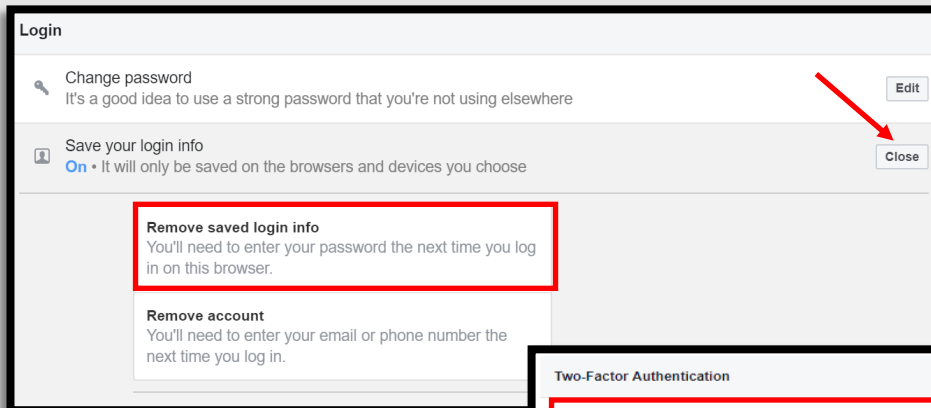 Login
Change password
It's a good idea to use a strong password that you're not using elsewhere
Edit
Save your login info
On • It will only be saved on the browsers and devices you choose
Close
Remove saved login info
You'll need to enter your password the next time you log
in on this browser.
Remove account
You'll need to enter your email or phone number the
next time you log in.
Two-Factor Authentication